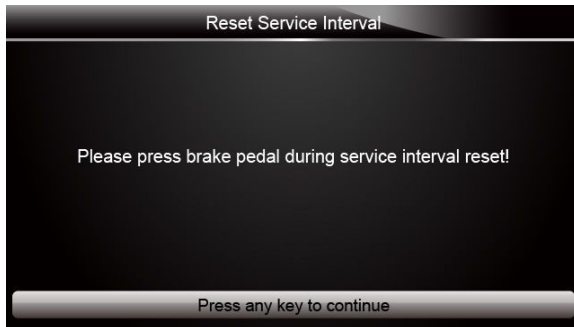 Reset Service Interval
Please press brake pedal during service interval reset!
Press any key to continue